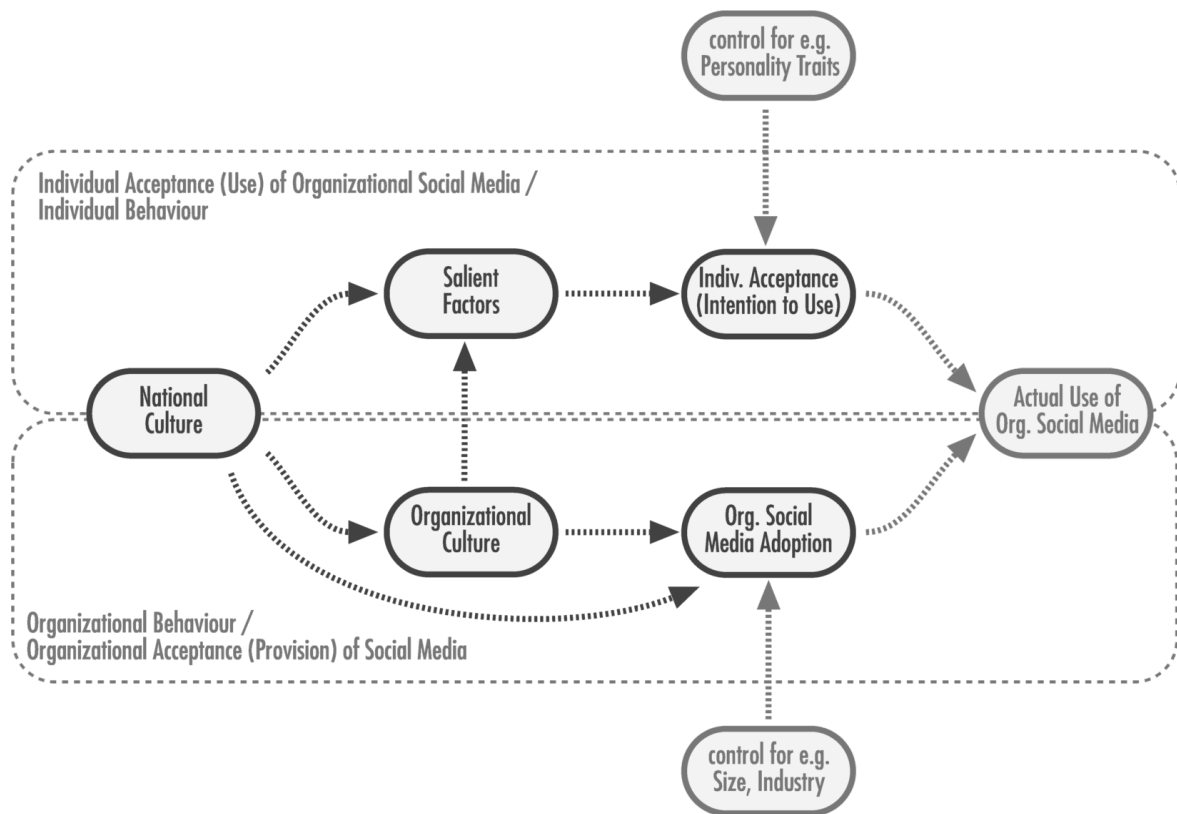 control for e.g.
Personality Traits
Individual Acceptance (Use) of Organizational Social Media /
Individual Behaviour
Salient
Factors
Indiv. Acceptance
(Intention to Use)
National
Culture
Actual Use of
Org. Social Media
Organizational
Culture
Org. Social
Media Adoption
Organizational Behaviour /
Organizational Acceptance (Provision) of Social Media
control for e.g.
Size, Industry